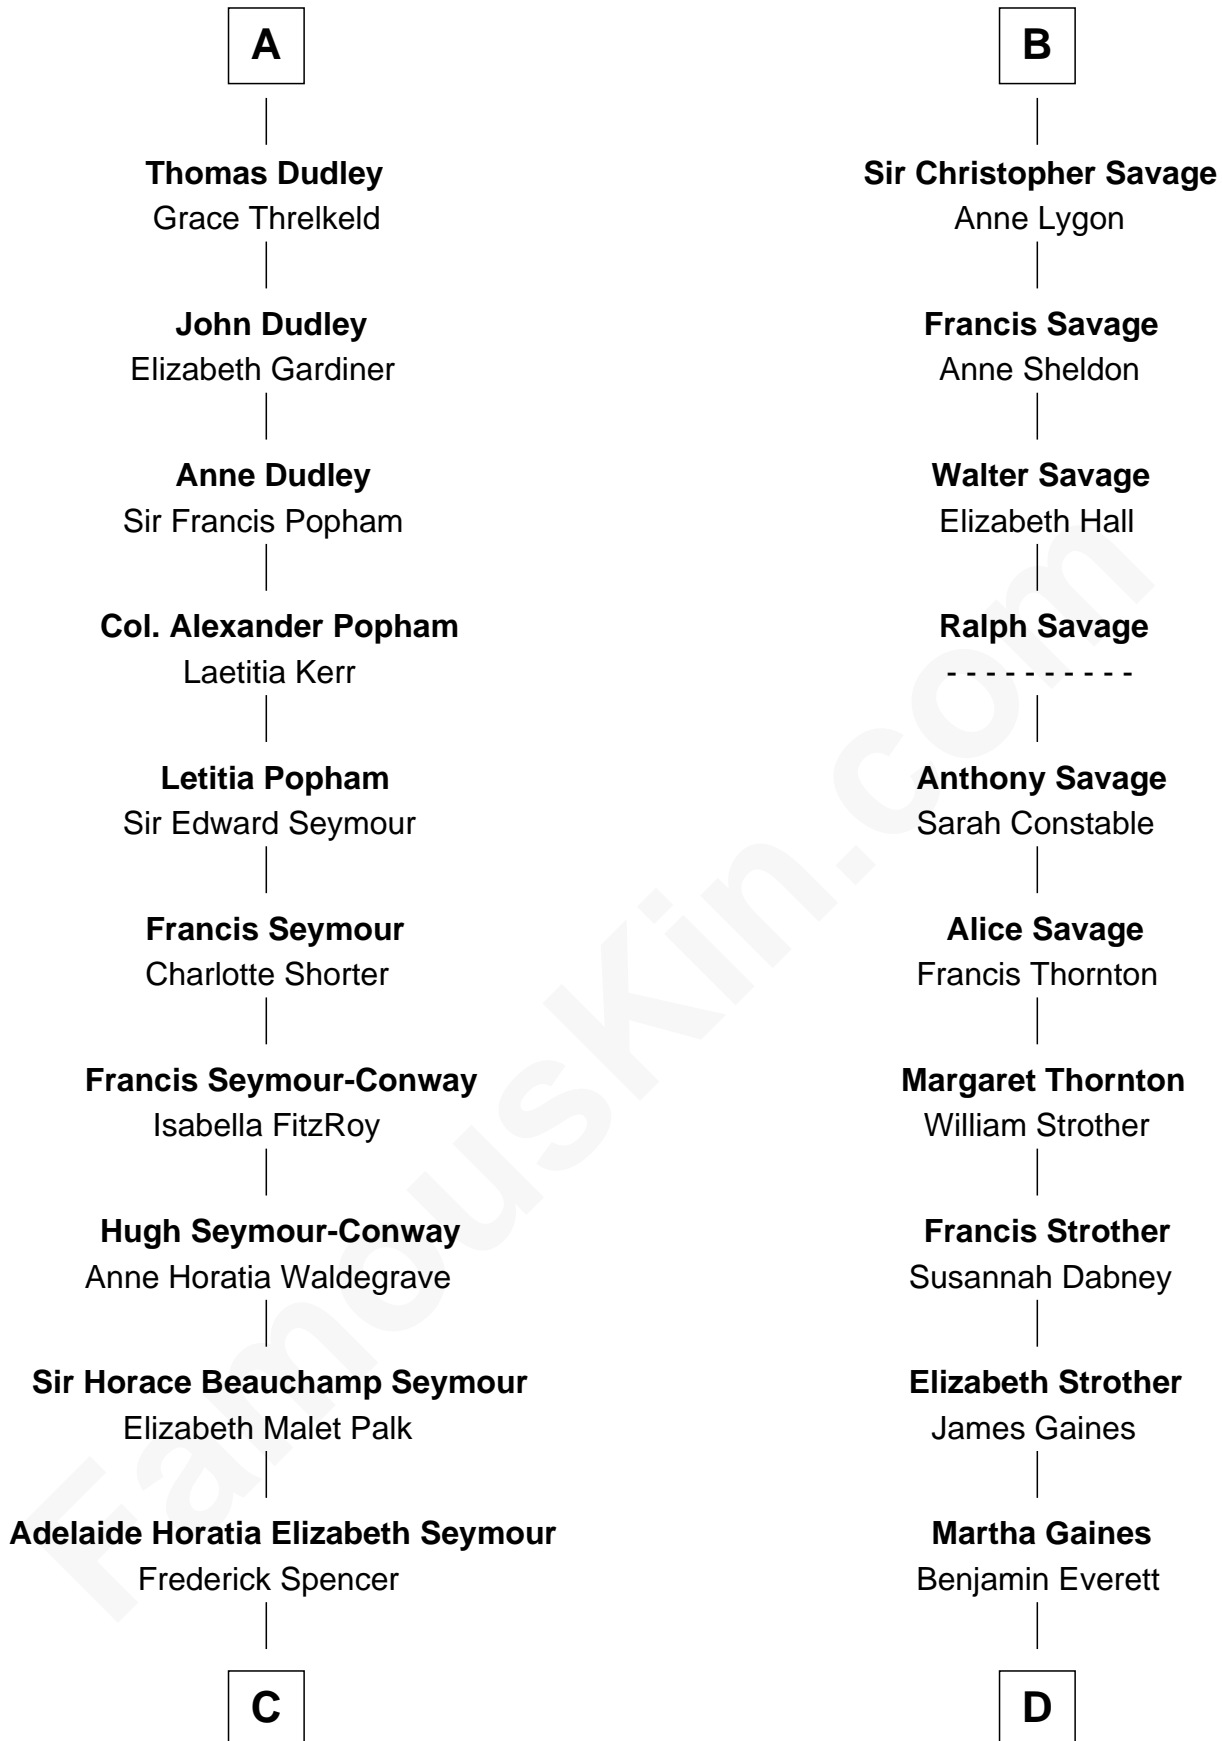 A
Thomas Dudley
Grace Threlkeld
John Dudley
Elizabeth Gardiner
Anne Dudley
Sir Francis Popham
Col. Alexander Popham
Laetitia Kerr
Letitia Popham
Sir Edward Seymour
Francis Seymour
Charlotte Shorter
Francis Seymour-Conway
Isabella FitzRoy
Hugh Seymour-Conway
Anne Horatia Waldegrave
Sir Horace Beauchamp Seymour
Elizabeth Malet Palk
Adelaide Horatia Elizabeth Seymour
Frederick Spencer
C
B
Sir Christopher Savage
Anne Lygon
Francis Savage
Anne Sheldon
Walter Savage
Elizabeth Hall
Ralph Savage
- - - - - - - - - -
Anthony Savage
Sarah Constable
Alice Savage
Francis Thornton
Margaret Thornton
William Strother
Francis Strother
Susannah Dabney
Elizabeth Strother
James Gaines
Martha Gaines
Benjamin Everett
D
FamousKin.com